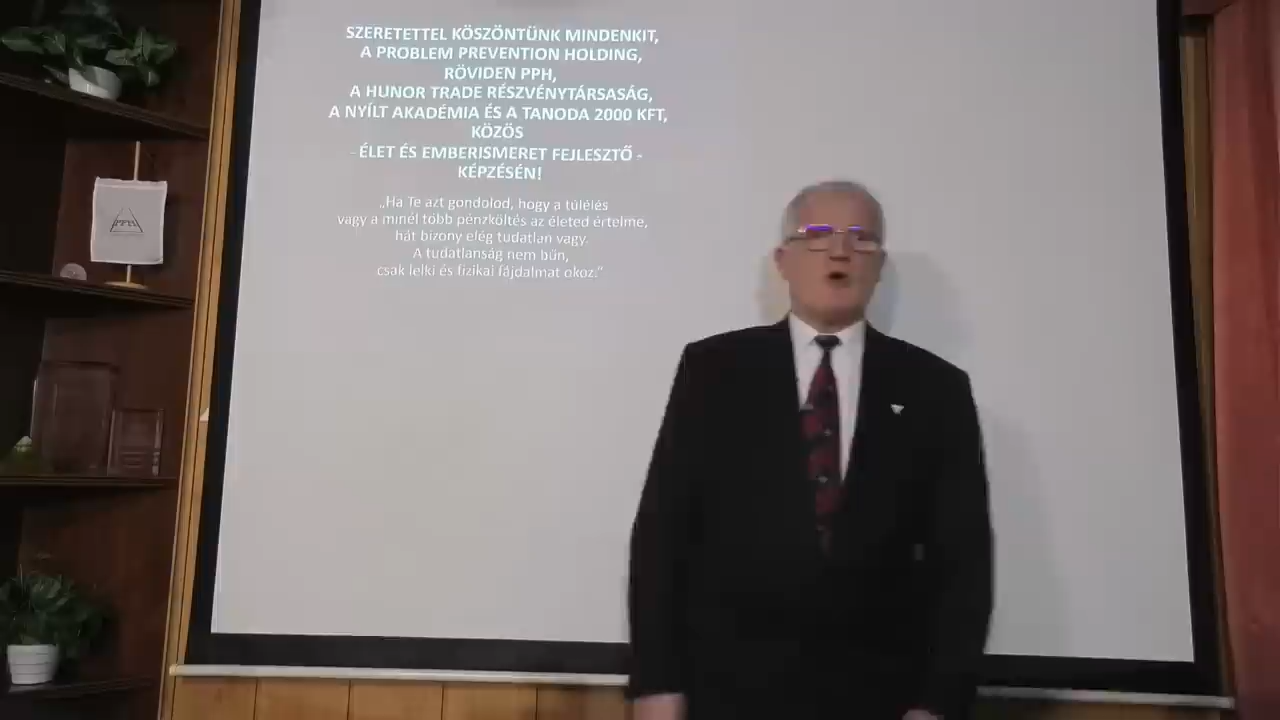 SZERETETTEL KÖSZÖNTÜNK MINDENKIT,
A PROBLEM PREVENTION HOLDING,
RÖVIDEN PPH,
A HUNOR TRADE RÉSZVÉNYTÁRSASÁG,
A NYÍLT AKADÉMIA ÉS A TANODA 2000 KFT,
KÖZÖS
- ÉLET ÉS EMBERISMERET FEJLESZTŐ -
KÉPZÉSÉN!
„Ha Te azt gondolod, hogy a túlélés
vagy a minél több pénzköltés az életed értelme,
hát bizony elég tudatlan vagy.
A tudatlanság nem bűn,
csak lelki és fizikai fájdalmat okoz.”